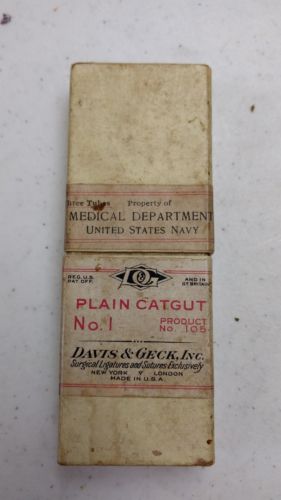 Three Tubes Property of
MEDICAL DEPARTMENT
UNITED STATES NAVY
REG. U.S. PAT. OFF.
D&G
AND IN GT. BRITAIN
PLAIN CATGUT
No. 1
PRODUCT No. 105
DAVIS & GECK, INC.
Surgical Ligatures and Sutures Exclusively
NEW YORK LONDON
MADE IN U.S.A.